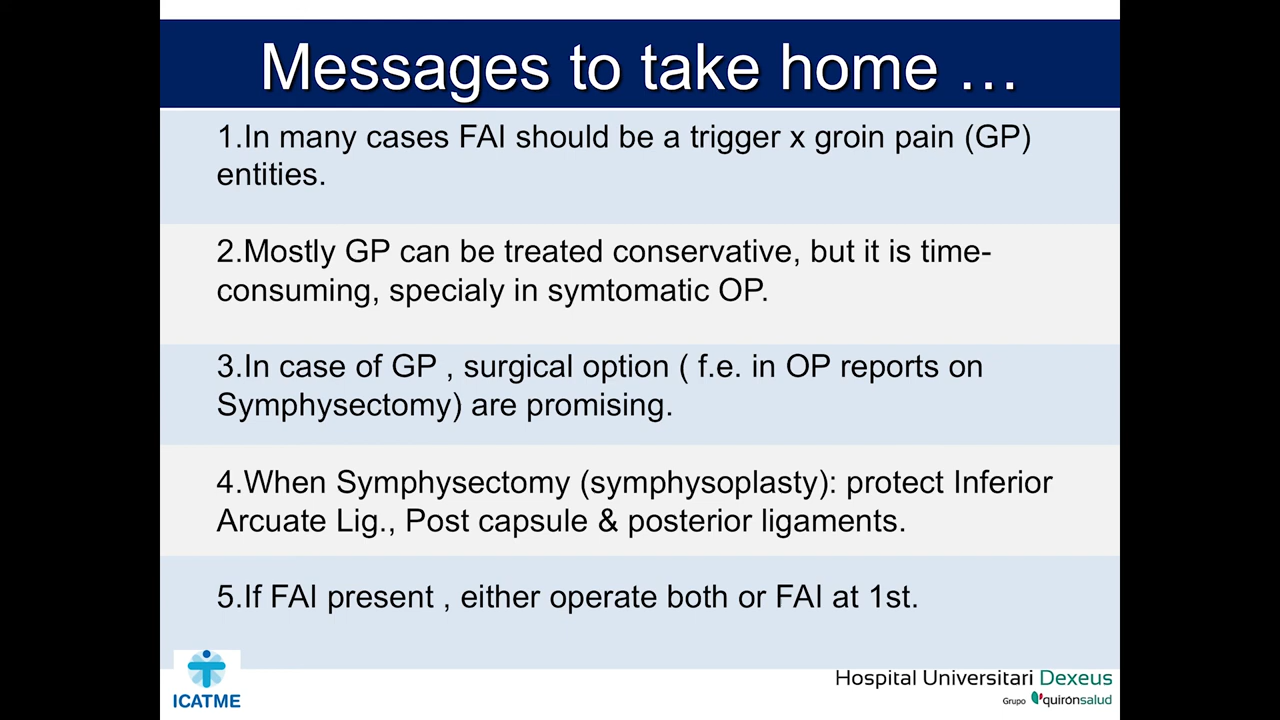 Messages to take home …
1.In many cases FAI should be a trigger x groin pain (GP)
entities.
2.Mostly GP can be treated conservative, but it is time-
consuming, specialy in symtomatic OP.
3.In case of GP , surgical option ( f.e. in OP reports on
Symphysectomy) are promising.
4.When Symphysectomy (symphysoplasty): protect Inferior
Arcuate Lig., Post capsule & posterior ligaments.
5.If FAI present , either operate both or FAI at 1st.
ICATME
Hospital Universitari Dexeus
Grupo quirónsalud